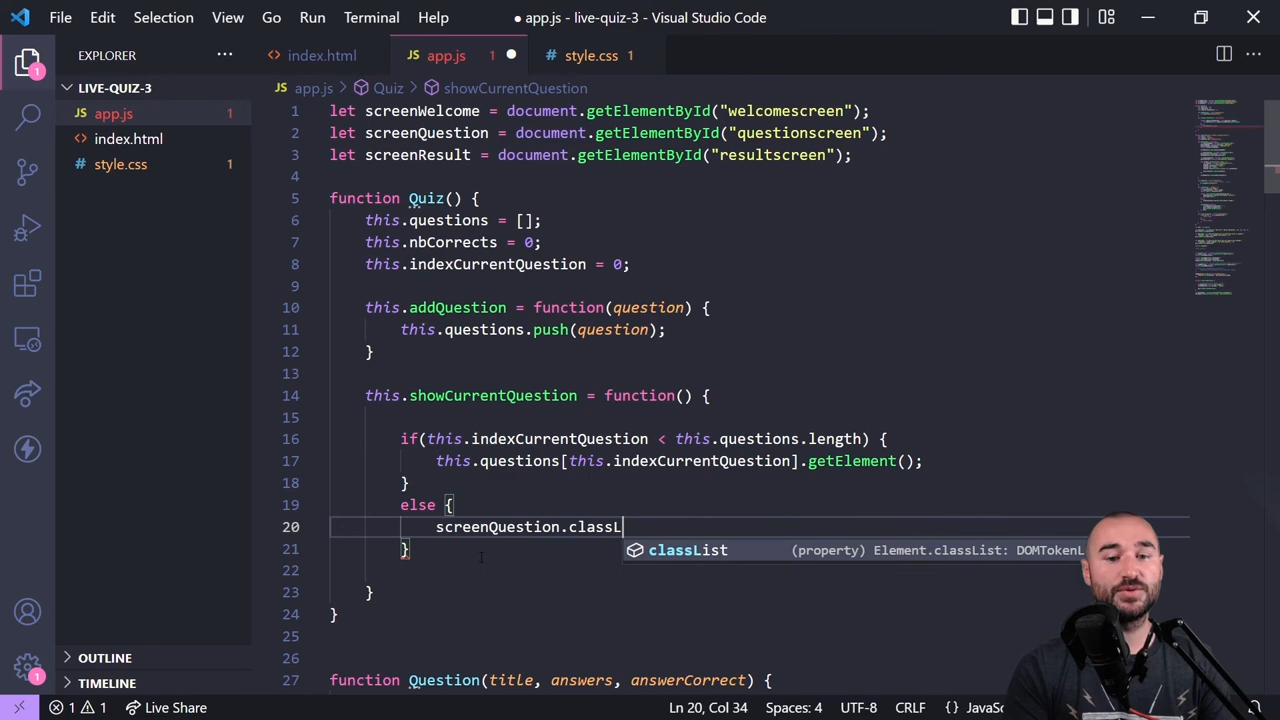 File Edit Selection View Go Run Terminal Help ● app.js - live-quiz-3 - Visual Studio Code
EXPLORER ...
index.html
JS app.js 1
# style.css 1
LIVE-QUIZ-3
JS app.js 1
index.html
# style.css 1
JS app.js > Quiz > showCurrentQuestion
1 let screenWelcome = document.getElementById("welcomescreen");
2 let screenQuestion = document.getElementById("questionscreen");
3 let screenResult = document.getElementById("resultscreen");
4
5 function Quiz() {
6 this.questions = [];
7 this.nbCorrects = 0;
8 this.indexCurrentQuestion = 0;
9
10 this.addQuestion = function(question) {
11 this.questions.push(question);
12 }
13
14 this.showCurrentQuestion = function() {
15
16 if(this.indexCurrentQuestion < this.questions.length) {
17 this.questions[this.indexCurrentQuestion].getElement();
18 }
19 else {
20 screenQuestion.classL
classList (property) Element.classList: DOMTokenL
21 }
22
23 }
24 }
25
26
27 function Question(title, answers, answerCorrect) {
OUTLINE
TIMELINE
1
1
1 1 Live Share Ln 20, Col 34 Spaces: 4 UTF-8 CRLF {} JavaSc